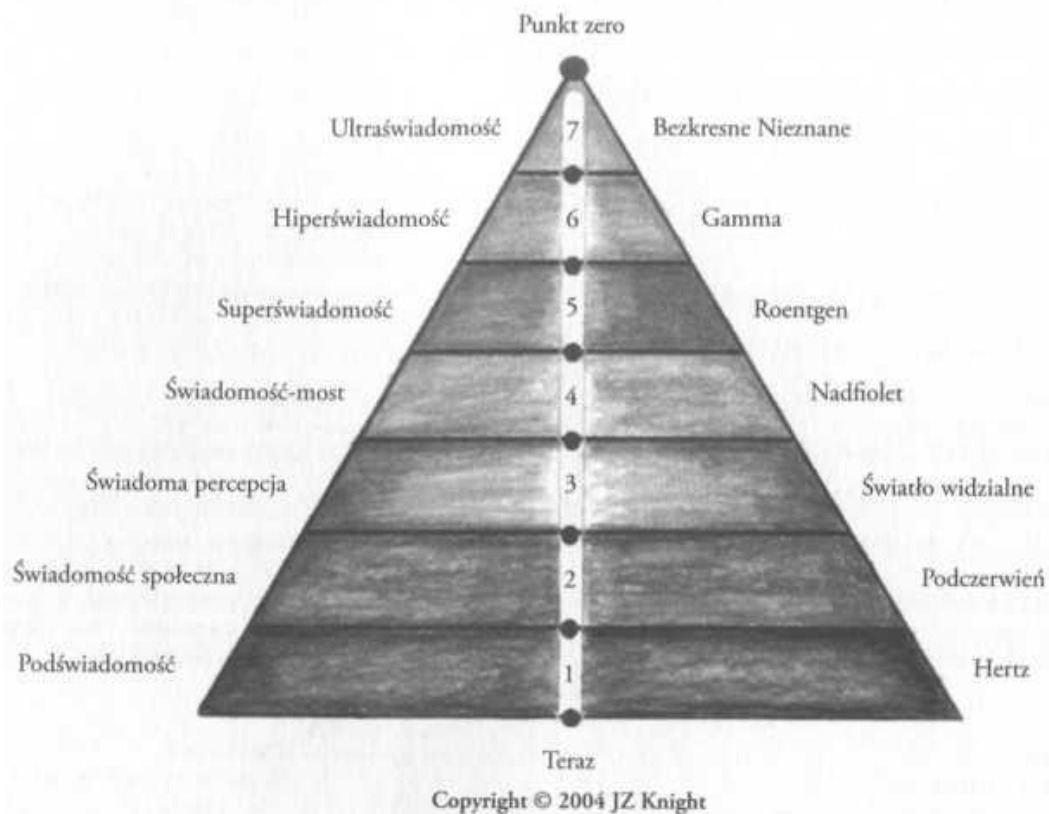 Punkt zero
Ultraświadomość 7 Bezkresne Nieznane
Hiperświadomość 6 Gamma
Superświadomość 5 Roentgen
Świadomość-most 4 Nadfiolet
Świadoma percepcja 3 Światło widzialne
Świadomość społeczna 2 Podczerwień
Podświadomość 1 Hertz
Teraz
Copyright © 2004 JZ Knight